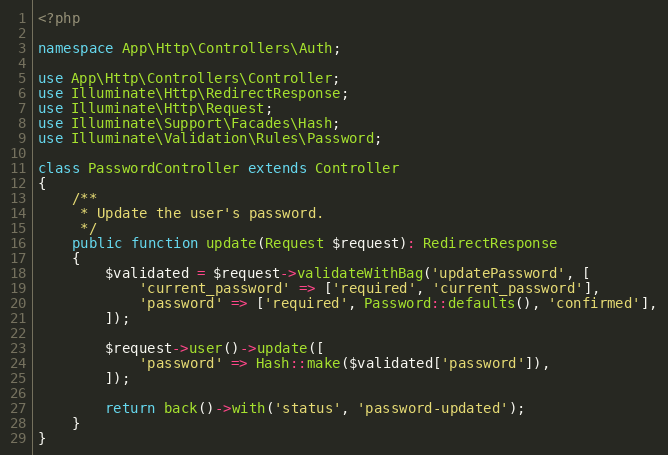 1 <?php
2
3 namespace App\Http\Controllers\Auth;
4
5 use App\Http\Controllers\Controller;
6 use Illuminate\Http\RedirectResponse;
7 use Illuminate\Http\Request;
8 use Illuminate\Support\Facades\Hash;
9 use Illuminate\Validation\Rules\Password;
10
11 class PasswordController extends Controller
12 {
13     /**
14      * Update the user's password.
15      */
16     public function update(Request $request): RedirectResponse
17     {
18         $validated = $request->validateWithBag('updatePassword', [
19             'current_password' => ['required', 'current_password'],
20             'password' => ['required', Password::defaults(), 'confirmed'],
21         ]);
22
23         $request->user()->update([
24             'password' => Hash::make($validated['password']),
25         ]);
26
27         return back()->with('status', 'password-updated');
28     }
29 }